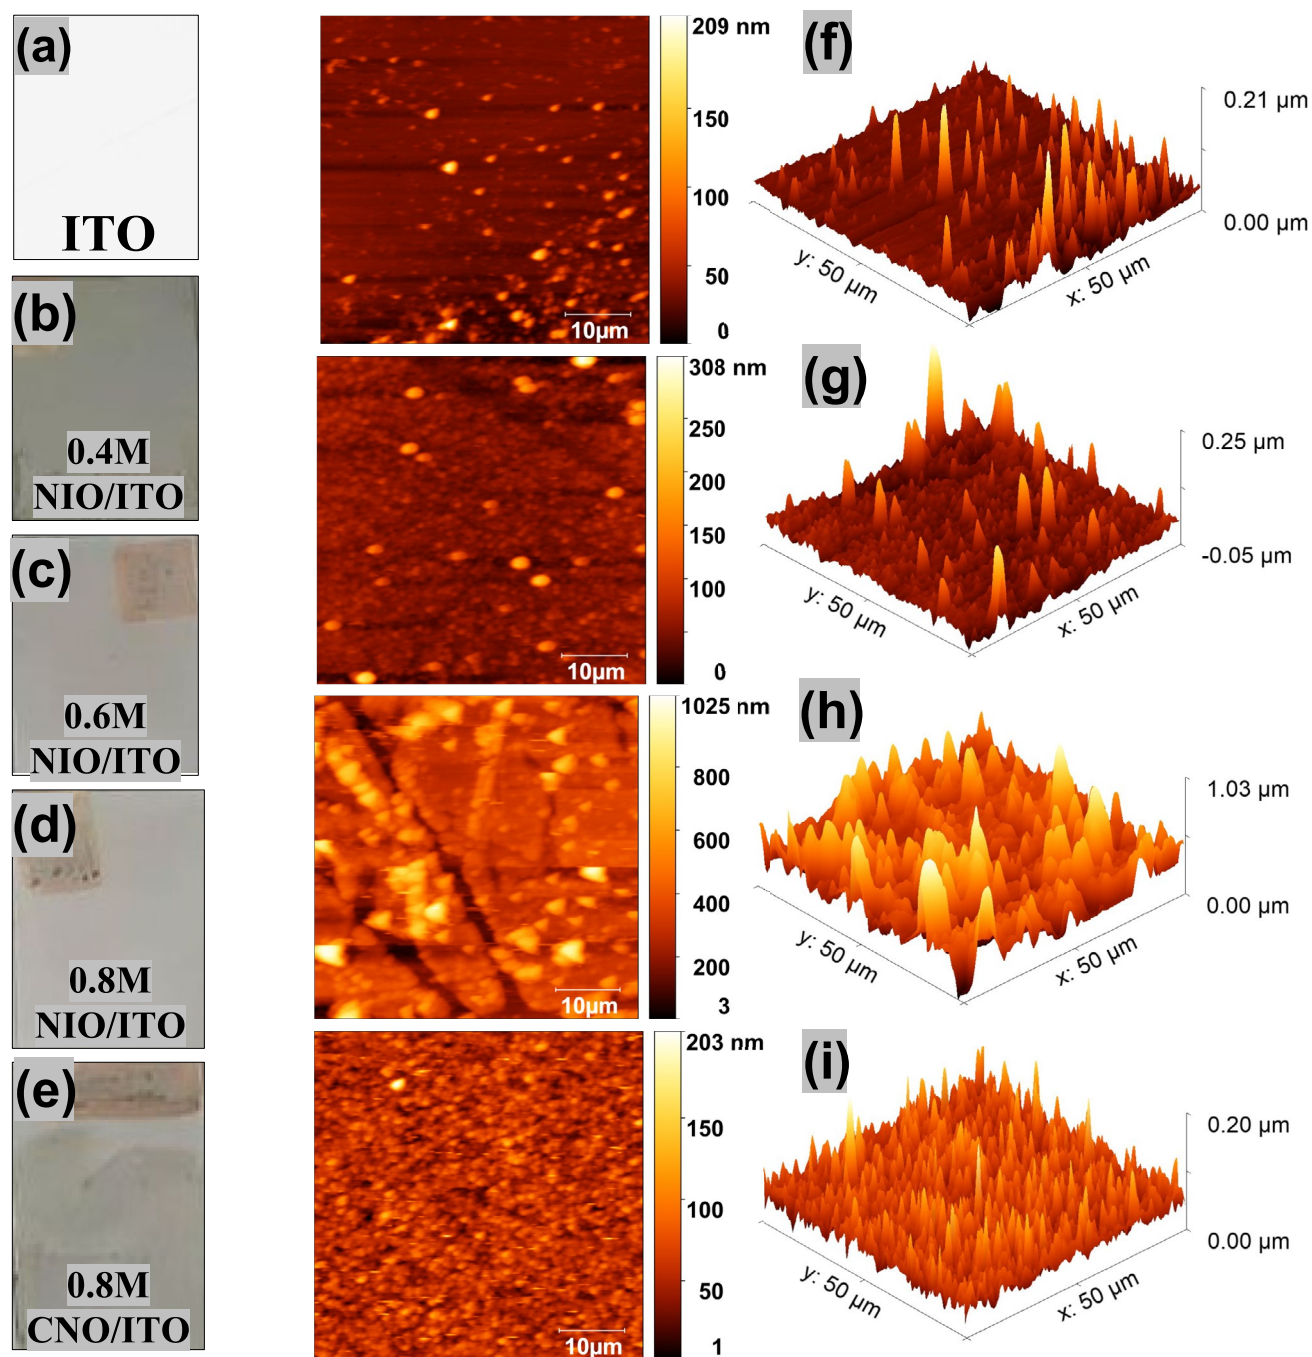 (a)
ITO
209 nm
150
100
50
0
10µm
(f)
0.21 µm
0.00 µm
y: 50 µm
x: 50 µm
(b)
0.4M
NIO/ITO
308 nm
250
200
150
100
0
10µm
(g)
0.25 µm
-0.05 µm
y: 50 µm
x: 50 µm
(c)
0.6M
NIO/ITO
1025 nm
800
600
400
200
3
10µm
(h)
1.03 µm
0.00 µm
y: 50 µm
x: 50 µm
(d)
0.8M
NIO/ITO
(e)
0.8M
CNO/ITO
203 nm
150
100
50
1
10µm
(i)
0.20 µm
0.00 µm
y: 50 µm
x: 50 µm